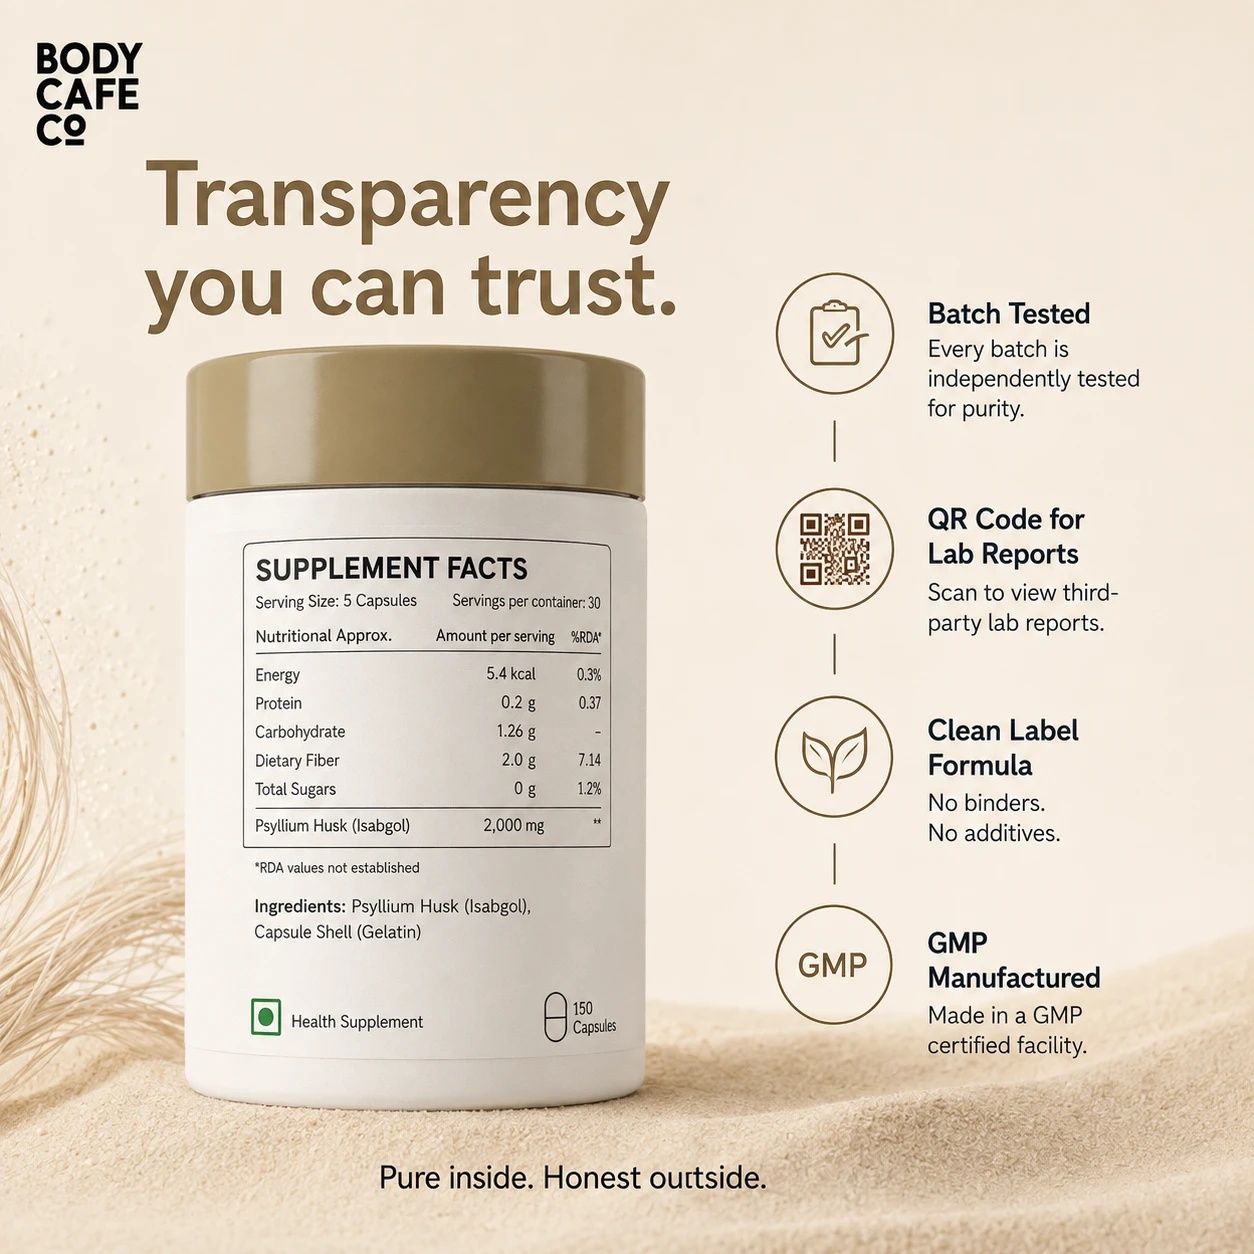 BODY
CAFE
Co
Transparency
you can trust.
SUPPLEMENT FACTS
Serving Size: 5 Capsules Servings per container: 30
Nutritional Approx. Amount per serving %RDA*
Energy 5.4 kcal 0.3%
Protein 0.2 g 0.37
Carbohydrate 1.26 g –
Dietary Fiber 2.0 g 7.14
Total Sugars 0 g 1.2%
Psyllium Husk (Isabgol) 2,000 mg **
*RDA values not established
Ingredients: Psyllium Husk (Isabgol),
Capsule Shell (Gelatin)
Health Supplement
150
Capsules
Batch Tested
Every batch is
independently tested
for purity.
QR Code for
Lab Reports
Scan to view third-
party lab reports.
Clean Label
Formula
No binders.
No additives.
GMP
GMP
Manufactured
Made in a GMP
certified facility.
Pure inside. Honest outtside.